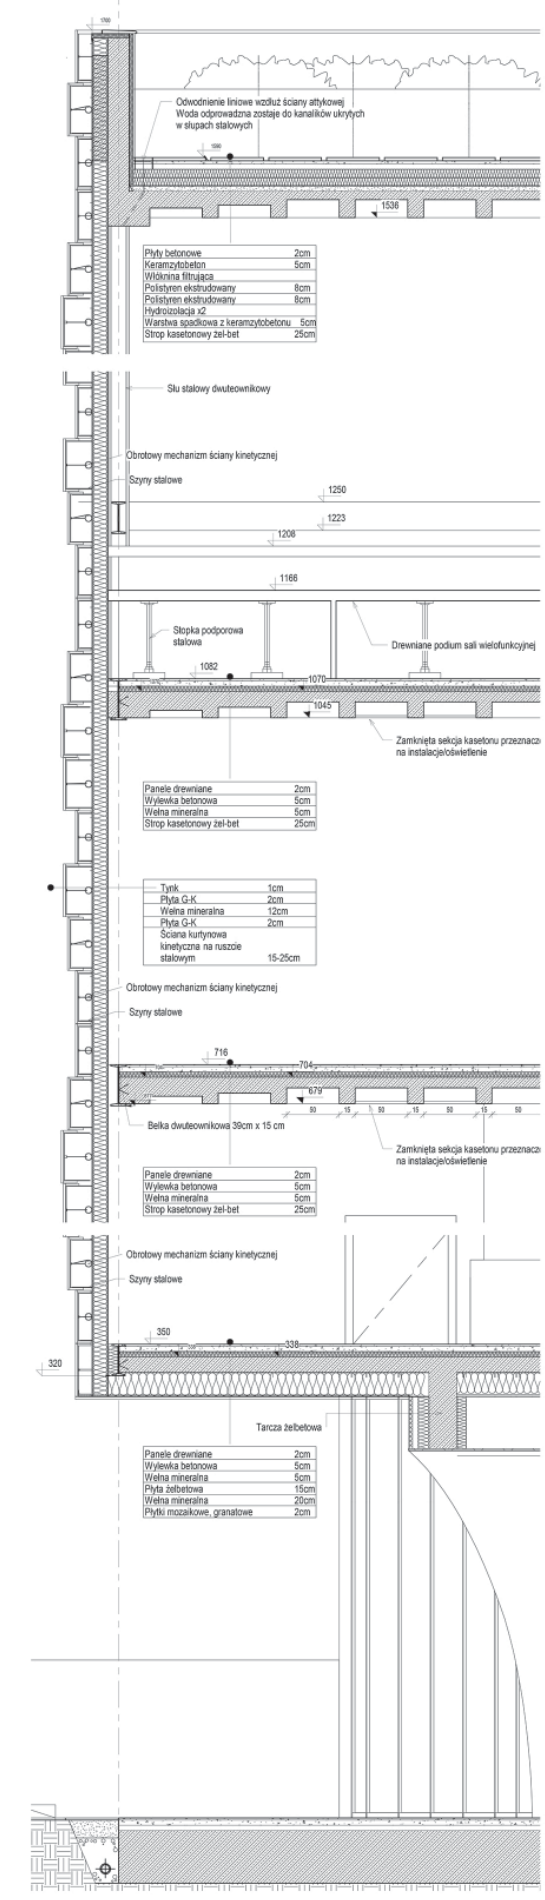 1700
Odwodnienie liniowe wzdłuż ściany attykowej
Woda odprowadzna zostaje do kanalików ukrytych
w słupach stalowych
1590
1536
Płyty betonowe 2cm
Keramzytobeton 5cm
Włóknina filtrująca
Polistyren ekstrudowany 8cm
Polistyren ekstrudowany 8cm
Hydroizolacja x2
Warstwa spadkowa z keramzytobetonu 5cm
Strop kasetonowy żel-bet 25cm
Słu stalowy dwuteownikowy
Obrotowy mechanizm ściany kinetycznej
Szyny stalowe
1250
1223
1208
1166
Stopka podporowa
stalowa
Drewniane podium sali wielofunkcyjnej
1082
1070
1045
Zamknięta sekcja kasetonu przeznacz
na instalacje/oświetlenie
Panele drewniane 2cm
Wylewka betonowa 5cm
Wełna mineralna 5cm
Strop kasetonowy żel-bet 25cm
Tynk 1cm
Płyta G-K 2cm
Wełna mineralna 12cm
Płyta G-K 2cm
Ściana kurtynowa
kinetyczna na ruszcie
stalowym 15-25cm
Obrotowy mechanizm ściany kinetycznej
Szyny stalowe
716
704
679
50 15 50 15 50 15 50
Belka dwuteownikowa 39cm x 15 cm
Zamknięta sekcja kasetonu przeznacz
na instalacje/oświetlenie
Panele drewniane 2cm
Wylewka betonowa 5cm
Wełna mineralna 5cm
Strop kasetonowy żel-bet 25cm
Obrotowy mechanizm ściany kinetycznej
Szyny stalowe
350
338
320
Tarcza żelbetowa
Panele drewniane 2cm
Wylewka betonowa 5cm
Wełna mineralna 5cm
Płyta żelbetowa 15cm
Wełna mineralna 20cm
Płytki mozaikowe, granatowe 2cm